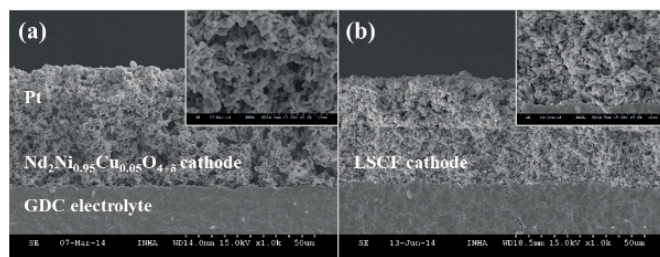 (a)
Pt
Nd₂Ni₀.₉₅Cu₀.₀₅O₄₊δ cathode
GDC electrolyte
SE 07-Mar-14 INHA WD14.0mm 15.0kV x1.0k 50um
(b)
LSCF cathode
SE 13-Jun-14 INHA WD18.5mm 15.0kV x1.0k 50um